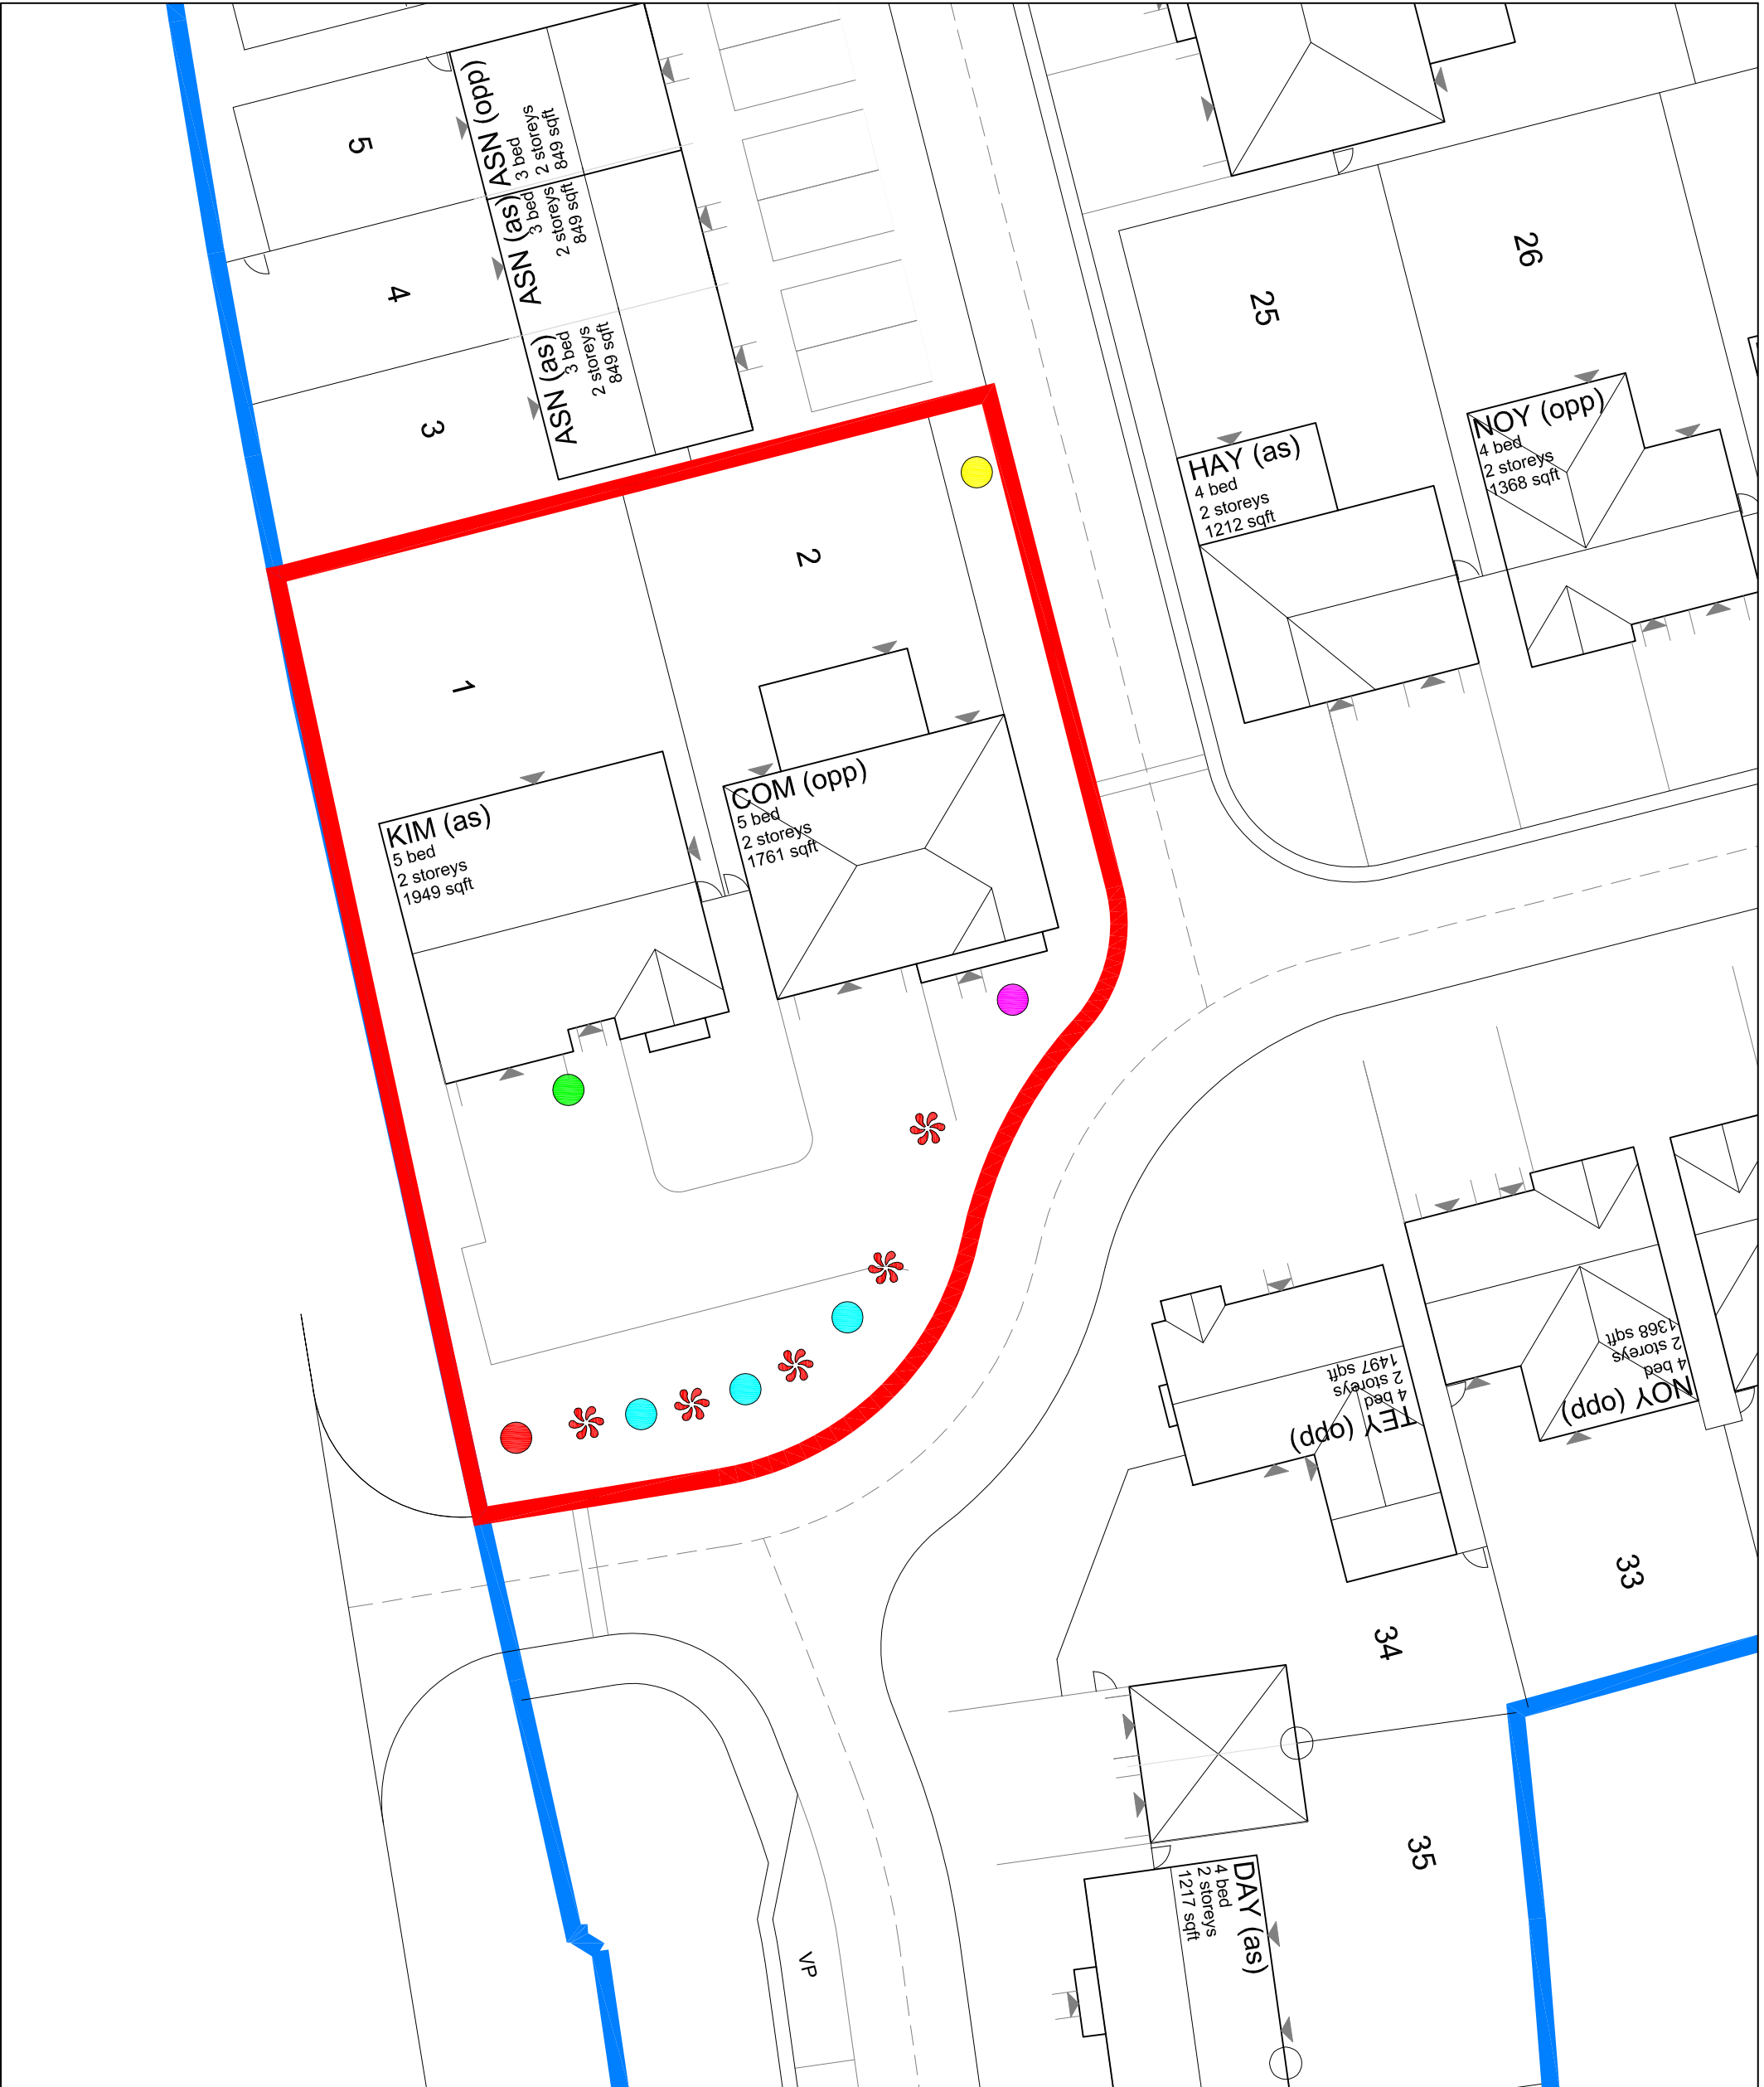 5
ASN (opp)
3 bed
2 storeys
849 sqft
4
ASN (as)
3 bed
2 storeys
849 sqft
3
ASN (as)
3 bed
2 storeys
849 sqft
25
26
HAY (as)
4 bed
2 storeys
1212 sqft
NOY (opp)
4 bed
2 storeys
1368 sqft
2
1
KIM (as)
5 bed
2 storeys
1949 sqft
COM (opp)
5 bed
2 storeys
1761 sqft
TEY (opp)
4 bed
2 storeys
1497 sqft
NOY (opp)
4 bed
2 storeys
1368 sqft
33
34
35
DAY (as)
4 bed
2 storeys
1217 sqft
VP